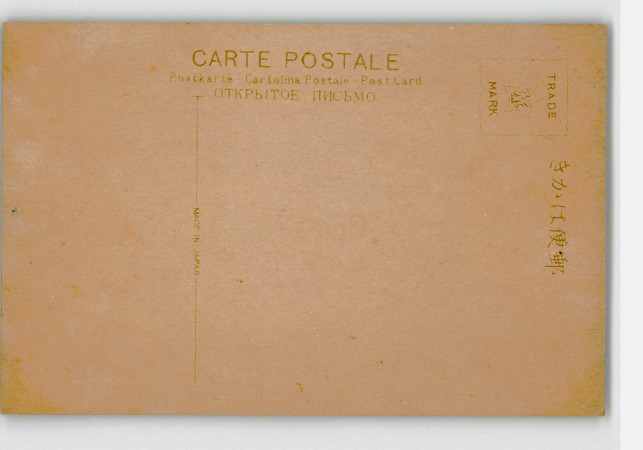 CARTE POSTALE
Postkarte - Cartolina Postale - Post Card
ОТКРЫТОЕ ПИСЬМО
TRADE
MARK
きかは便郵
MADE IN JAPAN